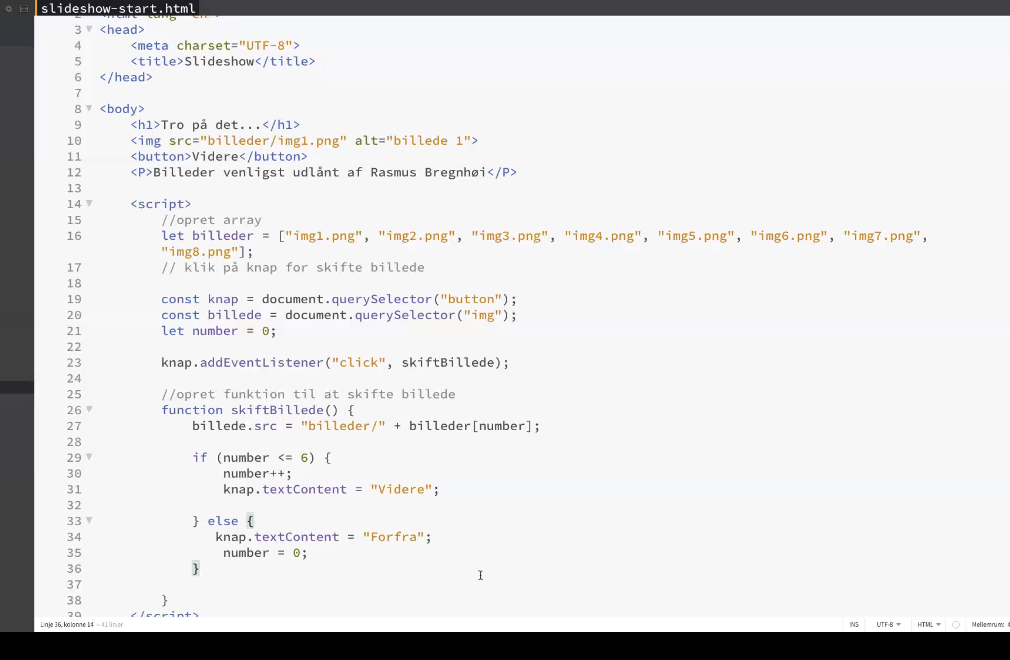 slideshow-start.html
2 <html lang="en">
3 <head>
4 <meta charset="UTF-8">
5 <title>Slideshow</title>
6 </head>
7
8 <body>
9 <h1>Tro på det...</h1>
10 <img src="billeder/img1.png" alt="billede 1">
11 <button>Videre</button>
12 <P>Billeder venligst udlånt af Rasmus Bregnhøi</P>
13
14 <script>
15 //opret array
16 let billeder = ["img1.png", "img2.png", "img3.png", "img4.png", "img5.png", "img6.png", "img7.png",
"img8.png"];
17 // klik på knap for skifte billede
18
19 const knap = document.querySelector("button");
20 const billede = document.querySelector("img");
21 let number = 0;
22
23 knap.addEventListener("click", skiftBillede);
24
25 //opret funktion til at skifte billede
26 function skiftBillede() {
27 billede.src = "billeder/" + billeder[number];
28
29 if (number <= 6) {
30 number++;
31 knap.textContent = "Videre";
32
33 } else {
34 knap.textContent = "Forfra";
35 number = 0;
36 }
37
38 }
39 </script>
Linje 36, kolonne 14 — 41 linjer INS UTF-8 HTML Mellemrum: 4